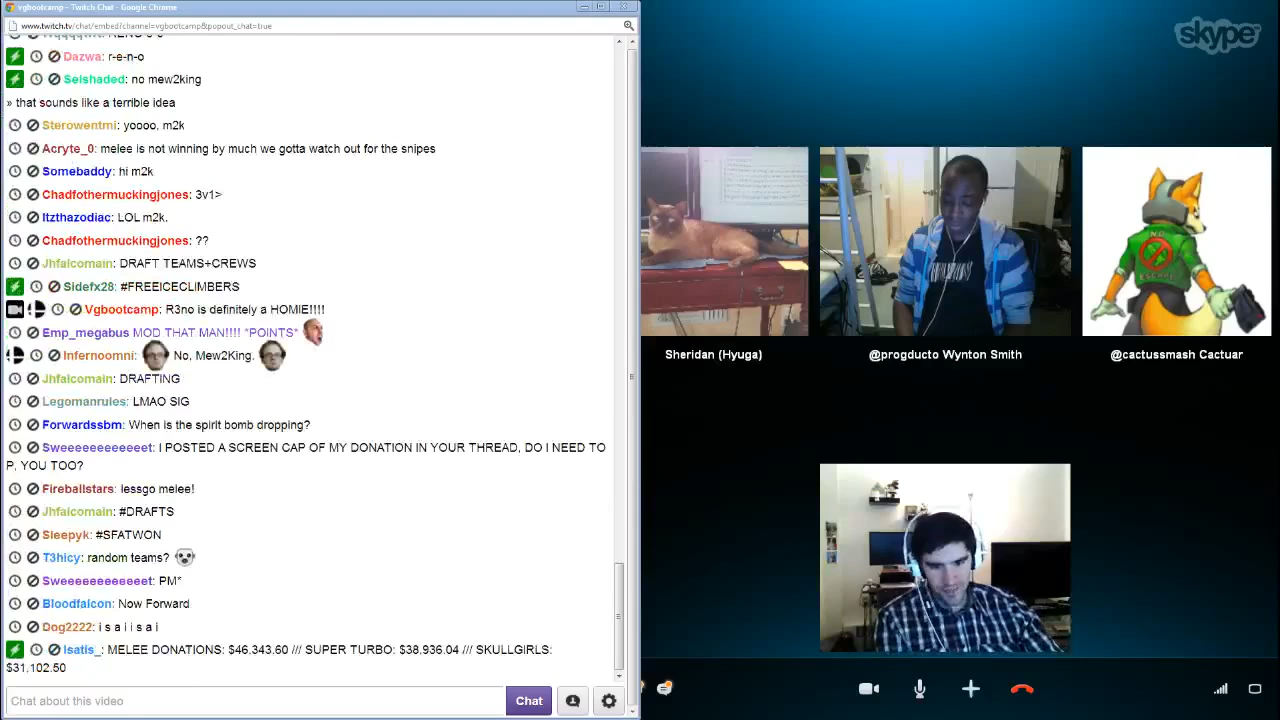 vgbootcamp - Twitch Chat - Google Chrome
www.twitch.tv/chat/embed?channel=vgbootcamp&popout_chat=true
Dazwa: r-e-n-o
Selshaded: no mew2king
» that sounds like a terrible idea
Sterowentmi: yoooo, m2k
Acryte_0: melee is not winning by much we gotta watch out for the snipes
Somebaddy: hi m2k
Chadfothermuckingjones: 3v1>
Itzthazodiac: LOL m2k,
Chadfothermuckingjones: ??
Jhfalcomain: DRAFT TEAMS+CREWS
Sidefx28: #FREEICECLIMBERS
Vgbootcamp: R3no is definitely a HOMIE!!!!
Emp_megabus MOD THAT MAN!!!! *POINTS*
Infernoomni: No, Mew2King.
Jhfalcomain: DRAFTING
Legomanrules: LMAO SIG
Forwardssbm: When is the spirit bomb dropping?
Sweeeeeeeeeeeet: I POSTED A SCREEN CAP OF MY DONATION IN YOUR THREAD, DO I NEED TO
P, YOU TOO?
Fireballstars: lessgo melee!
Jhfalcomain: #DRAFTS
Sleepyk: #SFATWON
T3hicy: random teams?
Sweeeeeeeeeeeet: PM*
Bloodfalcon: Now Forward
Dog2222: i s a i i s a i
Isatis_: MELEE DONATIONS: $46.343.60 /// SUPER TURBO: $38,936.04 /// SKULLGIRLS:
$31,102.50
Chat about this video
Chat
skype
NO
ESCAPE
Sheridan (Hyuga)
@progducto Wynton Smith
@cactussmash Cactuar